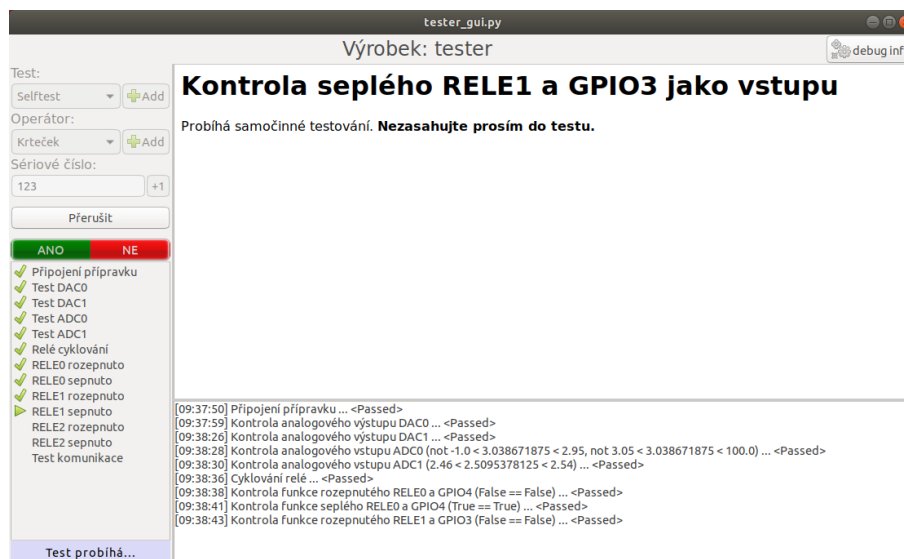 tester_gui.py
Výrobek: tester
debug inf
Test:
Selftest
Add
Operátor:
Krteček
Add
Sériové číslo:
123
+1
Přerušit
ANO
NE
Připojení přípravku
Test DAC0
Test DAC1
Test ADC0
Test ADC1
Relé cyklování
RELE0 rozepnuto
RELE0 sepnuto
RELE1 rozepnuto
RELE1 sepnuto
RELE2 rozepnuto
RELE2 sepnuto
Test komunikace
Test probíhá...
Kontrola seplého RELE1 a GPIO3 jako vstupu
Probíhá samočinné testování. Nezasahujte prosím do testu.
[09:37:50] Připojení přípravku ... <Passed>
[09:37:59] Kontrola analogového výstupu DAC0 ... <Passed>
[09:38:26] Kontrola analogového výstupu DAC1 ... <Passed>
[09:38:28] Kontrola analogového vstupu ADC0 (not -1.0 < 3.038671875 < 2.95, not 3.05 < 3.038671875 < 100.0) ... <Passed>
[09:38:30] Kontrola analogového vstupu ADC1 (2.46 < 2.5095378125 < 2.54) ... <Passed>
[09:38:36] Cyklování relé ... <Passed>
[09:38:38] Kontrola funkce rozepnutého RELE0 a GPIO4 (False == False) ... <Passed>
[09:38:41] Kontrola funkce seplého RELE0 a GPIO4 (True == True) ... <Passed>
[09:38:43] Kontrola funkce rozepnutého RELE1 a GPIO3 (False == False) ... <Passed>